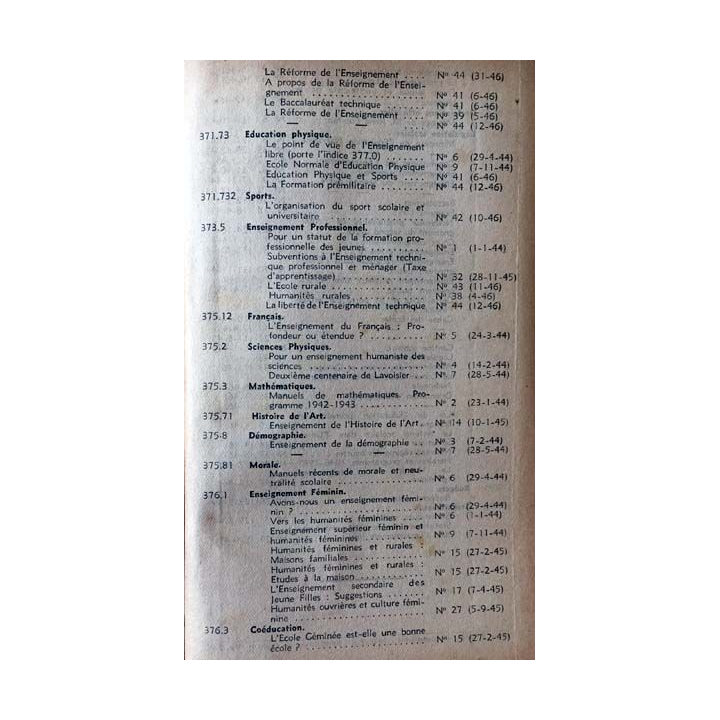 La Réforme de l'Enseignement .... N° 44 (31-46)
A propos de la Réforme de l'Ensei-
gnement .................. N° 41 (6-46)
Le Baccalauréat technique ....... N° 41 (6-46)
La Réforme de l'Enseignement .... N° 39 (5-46)
— — .... N° 44 (12-46)
371.73 Education physique.
Le point de vue de l'Enseignement
libre (porte l'indice 377.0) ....... N° 6 (29-4-44)
Ecole Normale d'Education Physique N° 9 (7-11-44)
Education Physique et Sports .... N° 41 (6-46)
La Formation prémilitaire ........ N° 44 (12-46)
371.732 Sports.
L'organisation du sport scolaire et
universitaire .................. N° 42 (10-46)
373.5 Enseignement Professionnel.
Pour un statut de la formation pro-
fessionnelle des jeunes .......... N° 1 (1-1-44)
Subventions à l'Enseignement techni-
que professionnel et ménager (Taxe
d'apprentissage) ................ N° 32 (28-11-45)
L'Ecole rurale .................. N° 43 (11-46)
Humanités rurales ............... N° 38 (4-46)
La liberté de l'Enseignement technique N° 44 (12-46)
375.12 Français.
L'Enseignement du Français : Pro-
fondeur ou étendue ? ........... N° 5 (24-3-44)
375.2 Sciences Physiques.
Pour un enseignement humaniste des
sciences ...................... N° 4 (14-2-44)
Deuxième centenaire de Lavoisier .. N° 7 (28-5-44)
375.3 Mathématiques.
Manuels de mathématiques. Pro-
gramme 1942-1943 .............. N° 2 (23-1-44)
375.71 Histoire de l'Art.
Enseignement de l'Histoire de l'Art . N° 14 (10-1-45)
375-8 Démographie.
Enseignement de la démographie .. N° 3 (7-2-44)
— — .. N° 7 (28-5-44)
375.81 Morale.
Manuels récents de morale et neu-
tralité scolaire ................. N° 6 (29-4-44)
376.1 Enseignement Féminin.
Avons-nous un enseignement fémi-
nin ? ......................... N° 6 (29-4-44)
Vers les humanités féminines .... N° 6 (1-1-44)
Enseignement supérieur féminin et
humanités féminines ............ N° 9 (7-11-44)
Humanités féminines et rurales :
Maisons familiales .............. N° 15 (27-2-45)
Humanités féminines et rurales :
Etudes à la maison ............. N° 15 (27-2-45)
L'Enseignement secondaire des
Jeune Filles : Suggestions ....... N° 17 (7-4-45)
Humanités ouvrières et culture fémi-
nine .......................... N° 27 (5-9-45)
376.3 Coéducation.
L'Ecole Géminée est-elle une bonne
école ? ....................... N° 15 (27-2-45)